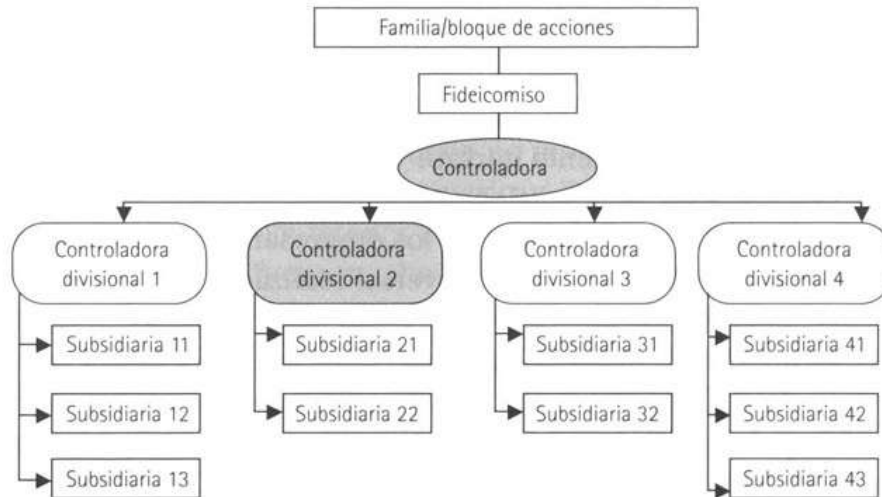 Familia/bloque de acciones
Fideicomiso
Controladora
Controladora
divisional 1
Controladora
divisional 2
Controladora
divisional 3
Controladora
divisional 4
Subsidiaria 11
Subsidiaria 21
Subsidiaria 31
Subsidiaria 41
Subsidiaria 12
Subsidiaria 22
Subsidiaria 32
Subsidiaria 42
Subsidiaria 13
Subsidiaria 43